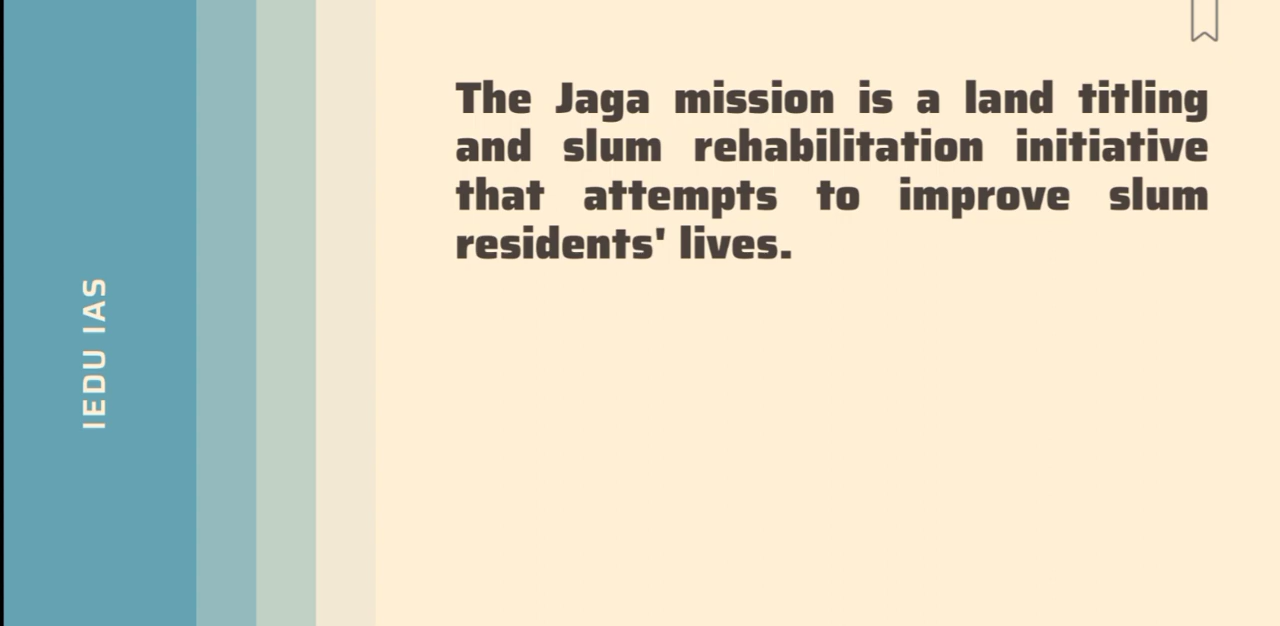 The Jaga mission is a land titling
and slum rehabilitation initiative
that attempts to improve slum
residents' lives.
IEDU IAS